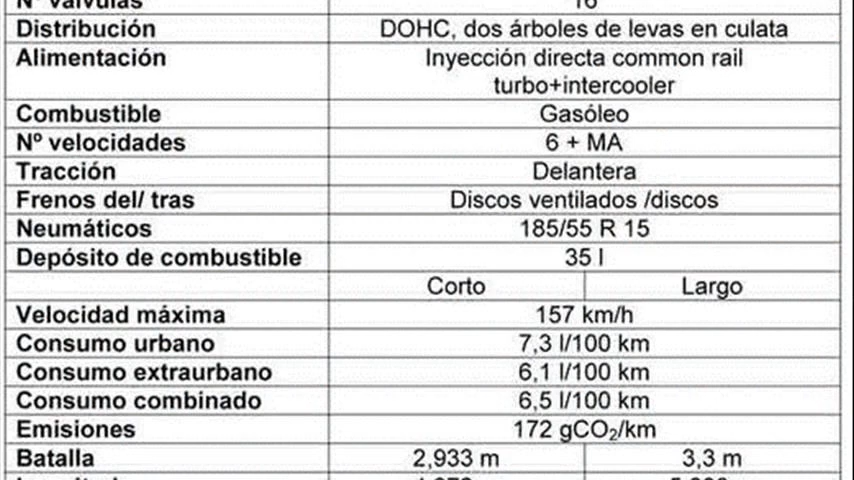 Nº válvulas 16
Distribución DOHC, dos árboles de levas en culata
Alimentación Inyección directa common rail
turbo+intercooler
Combustible Gasóleo
Nº velocidades 6 + MA
Tracción Delantera
Frenos del/ tras Discos ventilados /discos
Neumáticos 185/55 R 15
Depósito de combustible 35 l
Corto Largo
Velocidad máxima 157 km/h
Consumo urbano 7,3 l/100 km
Consumo extraurbano 6,1 l/100 km
Consumo combinado 6,5 l/100 km
Emisiones 172 gCO₂/km
Batalla 2,933 m 3,3 m